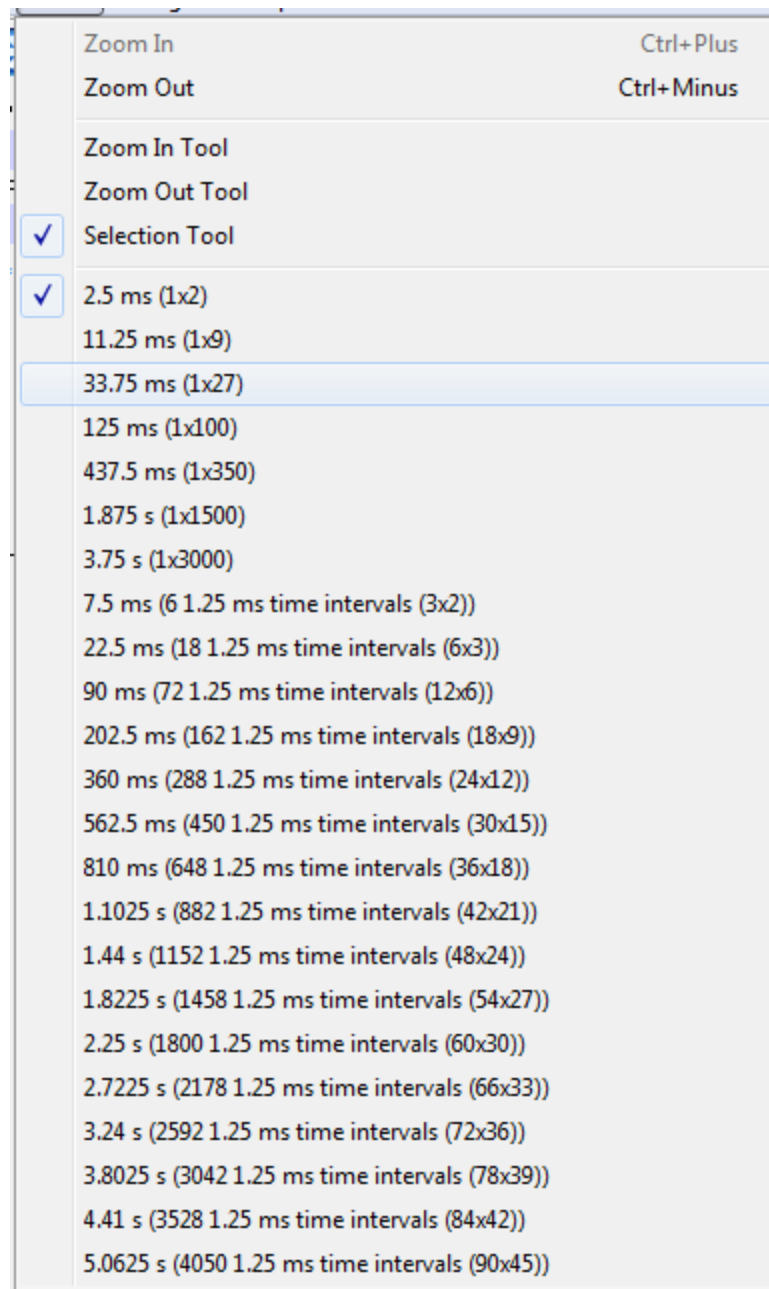 Zoom In Ctrl+Plus
Zoom Out Ctrl+Minus
Zoom In Tool
Zoom Out Tool
Selection Tool
2.5 ms (1x2)
11.25 ms (1x9)
33.75 ms (1x27)
125 ms (1x100)
437.5 ms (1x350)
1.875 s (1x1500)
3.75 s (1x3000)
7.5 ms (6 1.25 ms time intervals (3x2))
22.5 ms (18 1.25 ms time intervals (6x3))
90 ms (72 1.25 ms time intervals (12x6))
202.5 ms (162 1.25 ms time intervals (18x9))
360 ms (288 1.25 ms time intervals (24x12))
562.5 ms (450 1.25 ms time intervals (30x15))
810 ms (648 1.25 ms time intervals (36x18))
1.1025 s (882 1.25 ms time intervals (42x21))
1.44 s (1152 1.25 ms time intervals (48x24))
1.8225 s (1458 1.25 ms time intervals (54x27))
2.25 s (1800 1.25 ms time intervals (60x30))
2.7225 s (2178 1.25 ms time intervals (66x33))
3.24 s (2592 1.25 ms time intervals (72x36))
3.8025 s (3042 1.25 ms time intervals (78x39))
4.41 s (3528 1.25 ms time intervals (84x42))
5.0625 s (4050 1.25 ms time intervals (90x45))